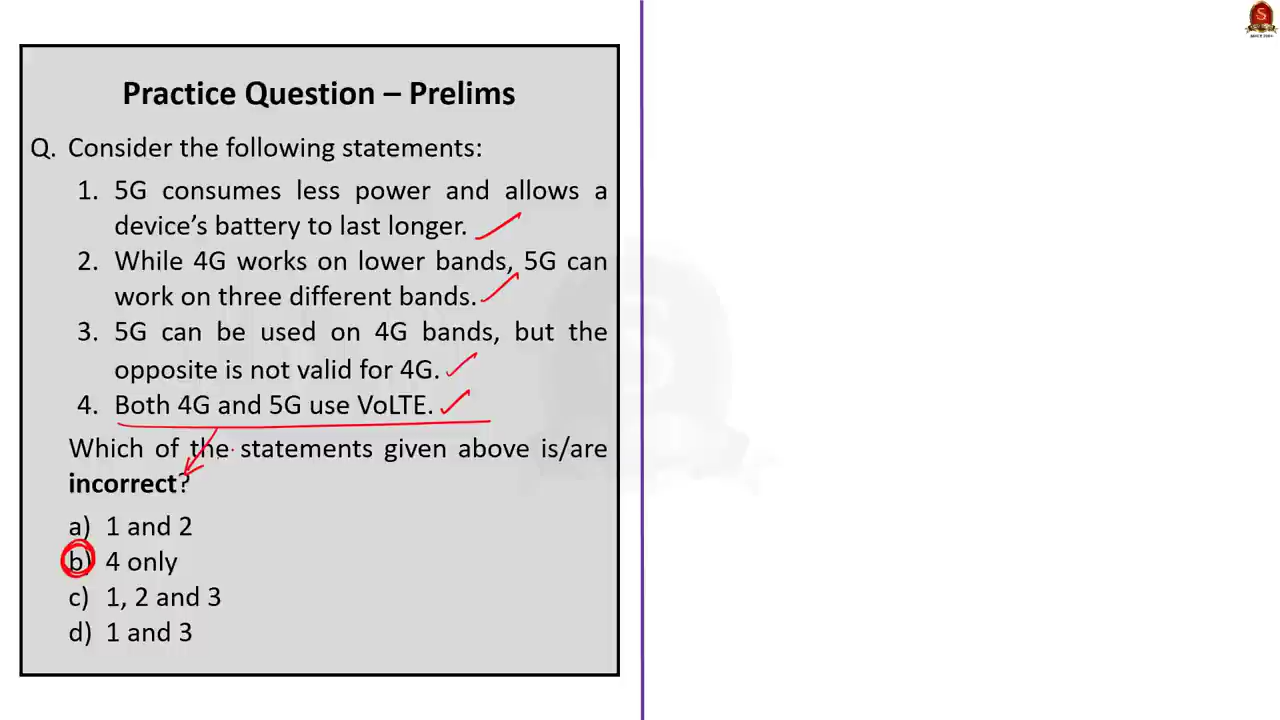 Practice Question – Prelims
Q. Consider the following statements:
1. 5G consumes less power and allows a
device’s battery to last longer.
2. While 4G works on lower bands, 5G can
work on three different bands.
3. 5G can be used on 4G bands, but the
opposite is not valid for 4G.
4. Both 4G and 5G use VoLTE.
Which of the statements given above is/are
incorrect?
a) 1 and 2
b) 4 only
c) 1, 2 and 3
d) 1 and 3
S